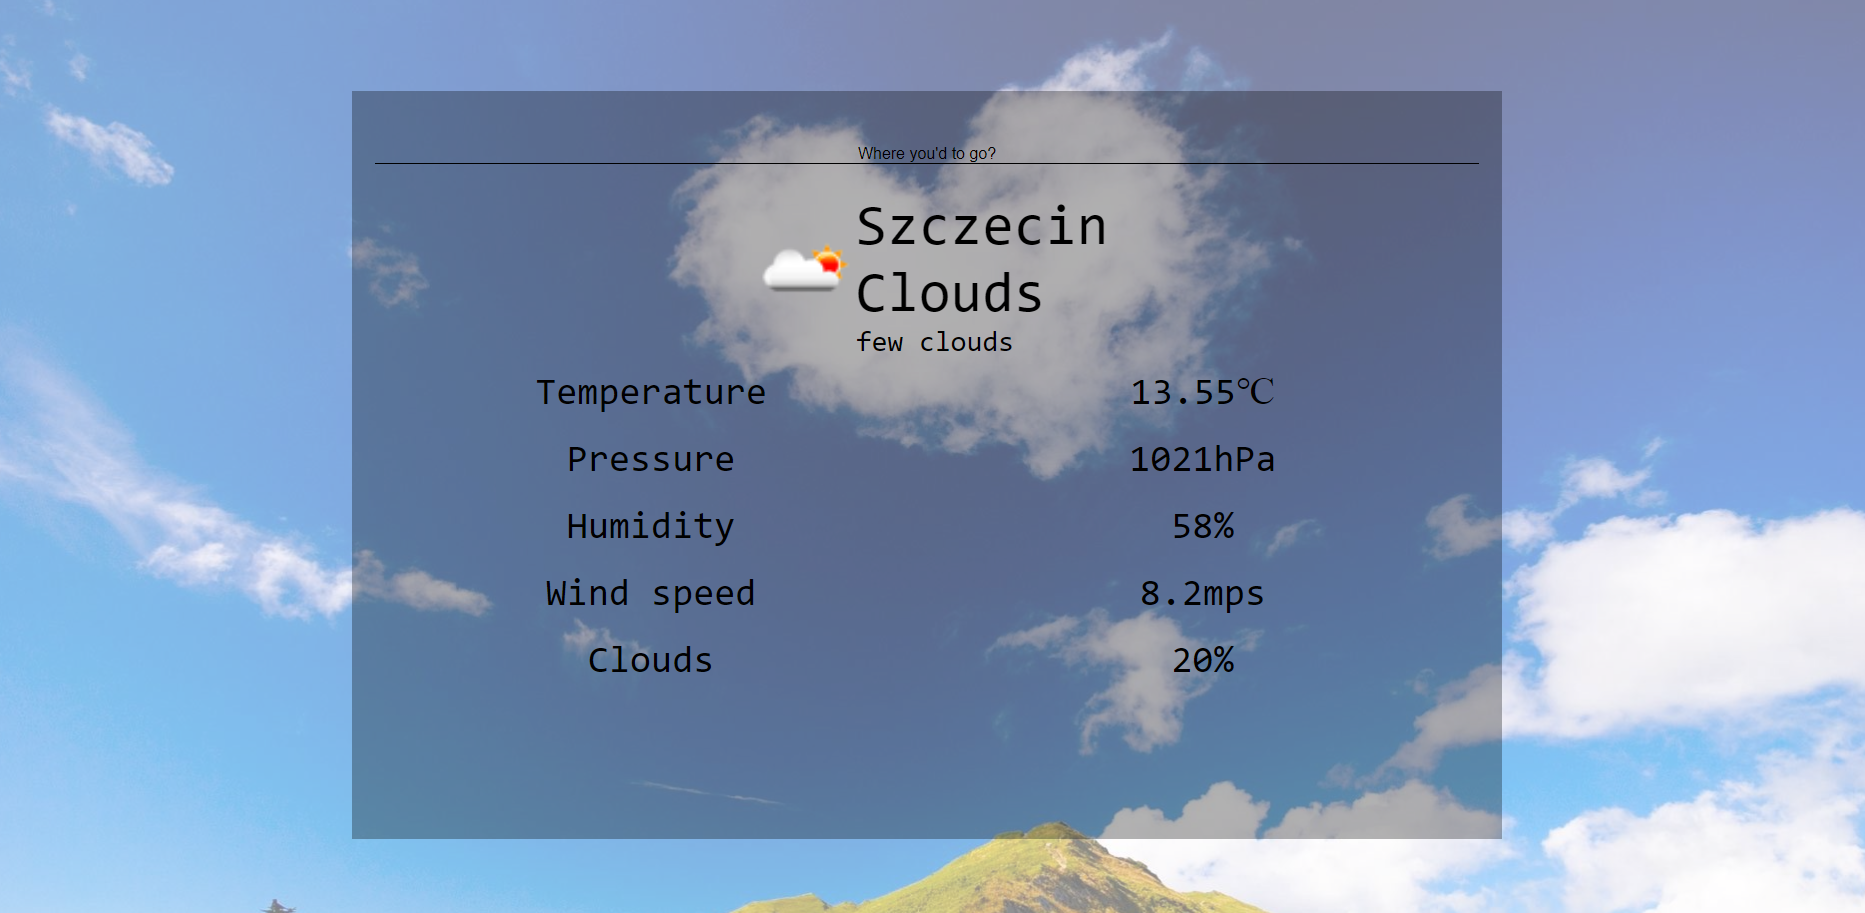 Where you'd to go?
Szczecin
Clouds
few clouds
Temperature 13.55℃
Pressure 1021hPa
Humidity 58%
Wind speed 8.2mps
Clouds 20%